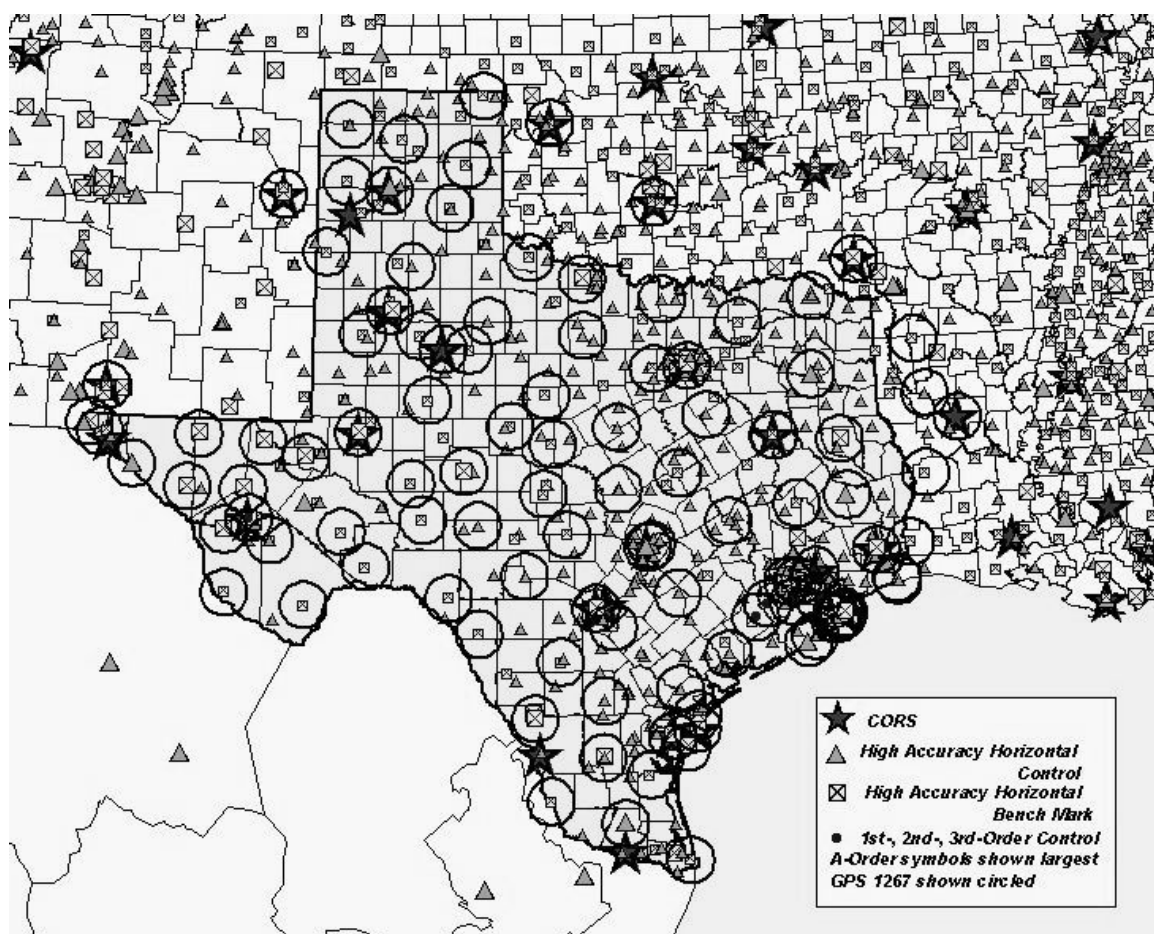 CORS
High Accuracy Horizontal
Control
High Accuracy Horizontal
Bench Mark
1st-, 2nd-, 3rd-Order Control
A-Order symbols shown largest
GPS 1267 shown circled